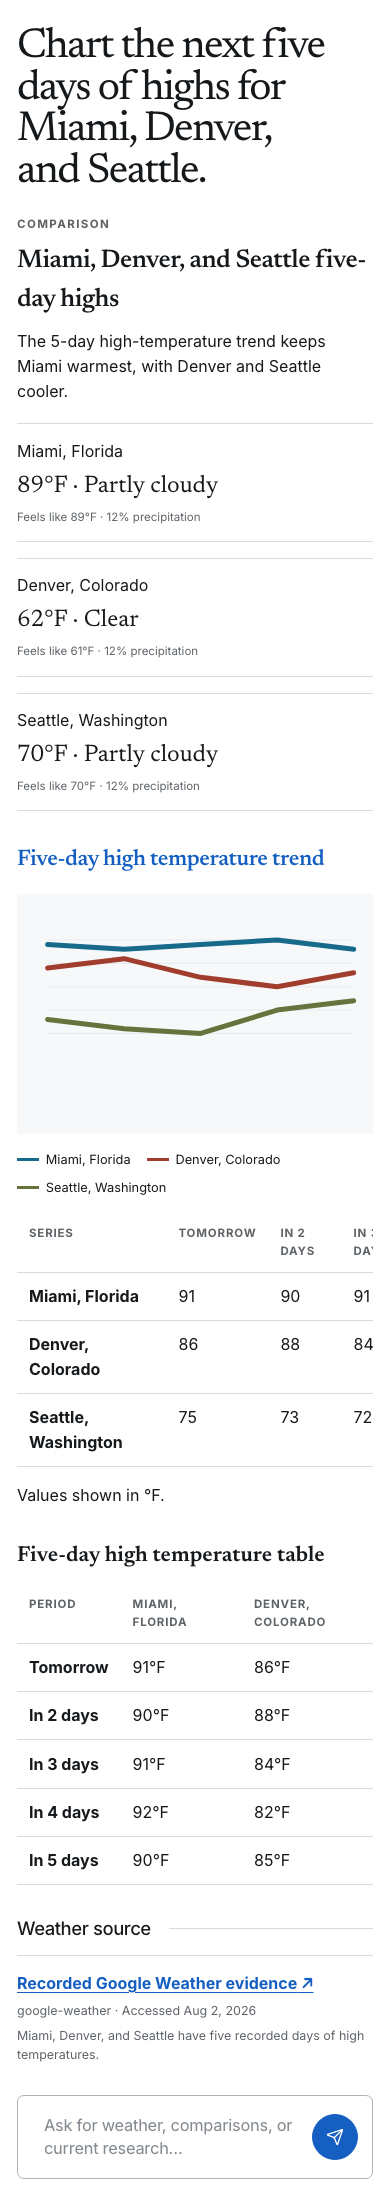 Chart the next five
days of highs for
Miami, Denver,
and Seattle.
COMPARISON
Miami, Denver, and Seattle five-
day highs
The 5-day high-temperature trend keeps
Miami warmest, with Denver and Seattle
cooler.
Miami, Florida
89°F · Partly cloudy
Feels like 89°F · 12% precipitation
Denver, Colorado
62°F · Clear
Feels like 61°F · 12% precipitation
Seattle, Washington
70°F · Partly cloudy
Feels like 70°F · 12% precipitation
Five-day high temperature trend
Miami, Florida Denver, Colorado
Seattle, Washington
SERIES TOMORROW IN 2 DAYS
Miami, Florida 91 90 91
Denver, Colorado 86 88 84
Seattle, Washington 75 73 72
Values shown in °F.
Five-day high temperature table
PERIOD MIAMI, FLORIDA DENVER, COLORADO
Tomorrow 91°F 86°F
In 2 days 90°F 88°F
In 3 days 91°F 84°F
In 4 days 92°F 82°F
In 5 days 90°F 85°F
Weather source
Recorded Google Weather evidence ↗
google-weather · Accessed Aug 2, 2026
Miami, Denver, and Seattle have five recorded days of high
temperatures.
Ask for weather, comparisons, or
current research...